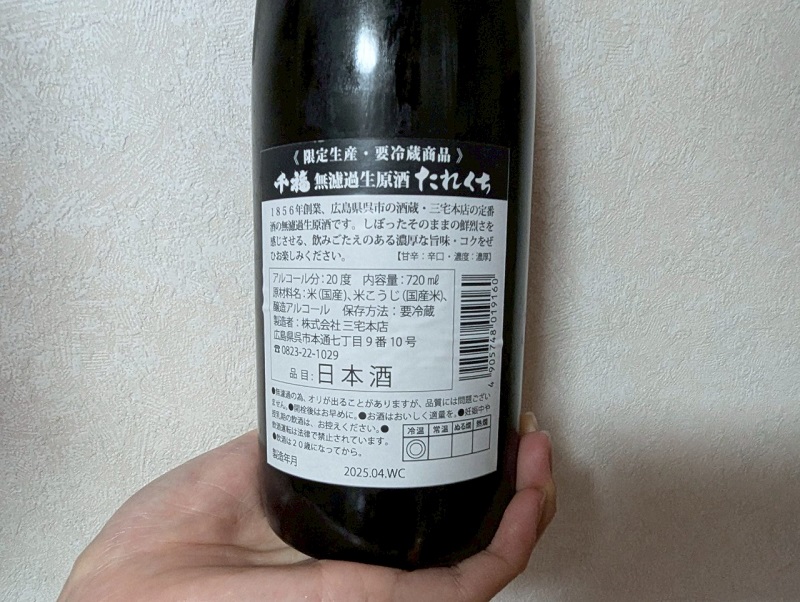 《 限定生産・要冷蔵商品 》
千福 無濾過生原酒 たれくち
1856年創業、広島県呉市の酒蔵・三宅本店の定番
酒の無濾過生原酒です。しぼったそのままの鮮烈さを
感じさせる、飲みごたえのある濃厚な旨味・コクをぜ
ひお楽しみください。 【甘辛：辛口・濃度：濃厚】
アルコール分：20度 内容量：720㎖
原材料名：米（国産）、米こうじ（国産米）、
醸造アルコール 保存方法：要冷蔵
製造者：株式会社 三宅本店
広島県呉市本通七丁目９番10号
☎0823-22-1029
品目：日本酒
4 905748 019160
●無濾過の為、オリが出ることがありますが、品質には問題ござい
ません。●開栓後はお早めに。●お酒はおいしく適量を。●妊娠中や
授乳期の飲酒は、お控えください。●
飲酒運転は法律で禁止されています。
●飲酒は20歳になってから。
冷温 常温 ぬる燗 熱燗
◎
製造年月
2025.04.WC